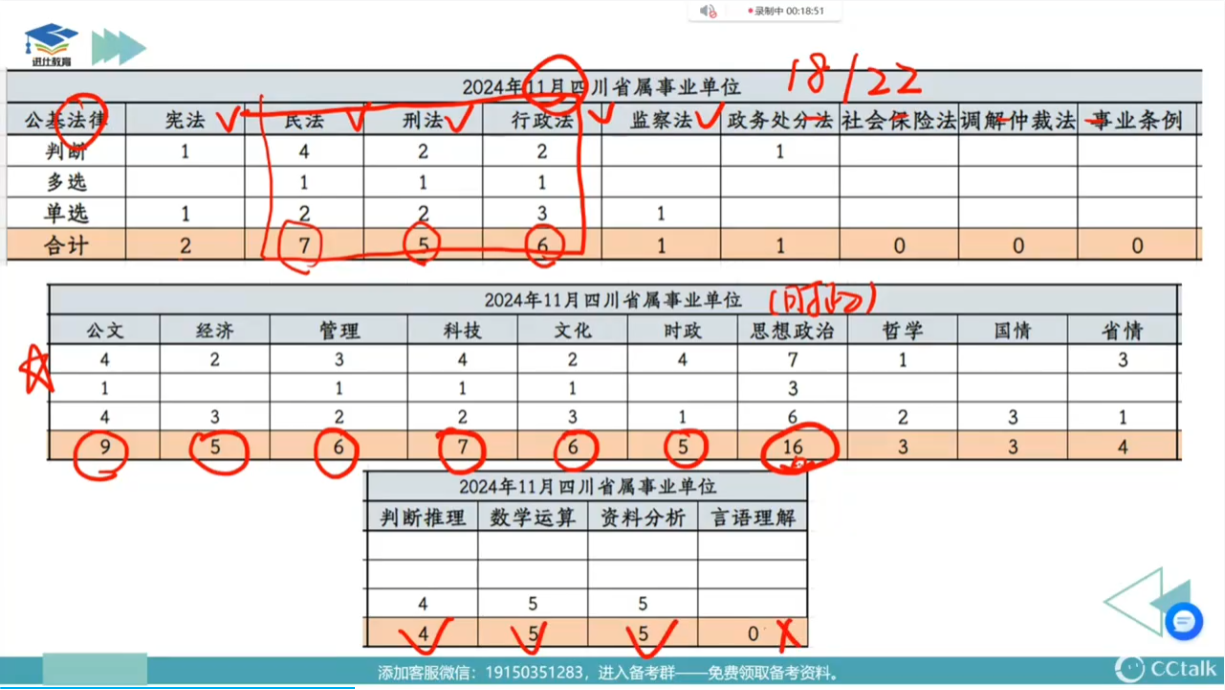 录制中 00:18:51
进仕教育
2024年11月四川省属事业单位 18/22
公基法律 宪法 民法 刑法 行政法 监察法 政务处分法 社会保险法 调解仲裁法 事业条例
判断 1 4 2 2 1
多选 1 1 1
单选 1 2 2 3 1
合计 2 7 5 6 1 1 0 0 0
2024年11月四川省属事业单位 (时政)
公文 经济 管理 科技 文化 时政 思想政治 哲学 国情 省情
4 2 3 4 2 4 7 1 3
1 1 1 1 3
4 3 2 2 3 1 6 2 3 1
9 5 6 7 6 5 16 3 3 4
2024年11月四川省属事业单位
判断推理 数学运算 资料分析 言语理解
4 5 5
4 5 5 0
添加客服微信：19150351283，进入备考群——免费领取备考资料。
CCtalk